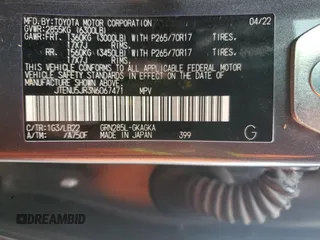 MFD.BY:TOYOTA MOTOR CORPORATION 04/22
GVWR:2855KG (6300LB)
GAWR:FRT. 1360KG (3000LB) WITH P265/70R17 TIRES,
17X7J RIMS,
RR. 1560KG (3450LB) WITH P265/70R17 TIRES,
17X7J RIMS,
THIS VEHICLE CONFORMS TO ALL APPLICABLE
FEDERAL MOTOR VEHICLE SAFETY STANDARDS
IN EFFECT ON THE DATE OF
MANUFACTURE SHOWN ABOVE.
JTENU5JR3N6067471 MPV
C/TR:1G3/LB22 GRN285L-GKAGKA
A/TM: /A750F MADE IN JAPAN 399 G
DREAMBID